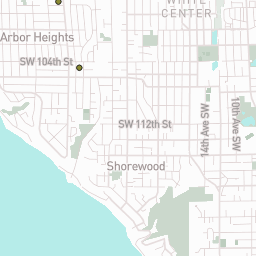 WHITE
CENTER
Arbor Heights
SW 104th St
SW 112th St
14th Ave SW
10th Ave SW
Shorewood